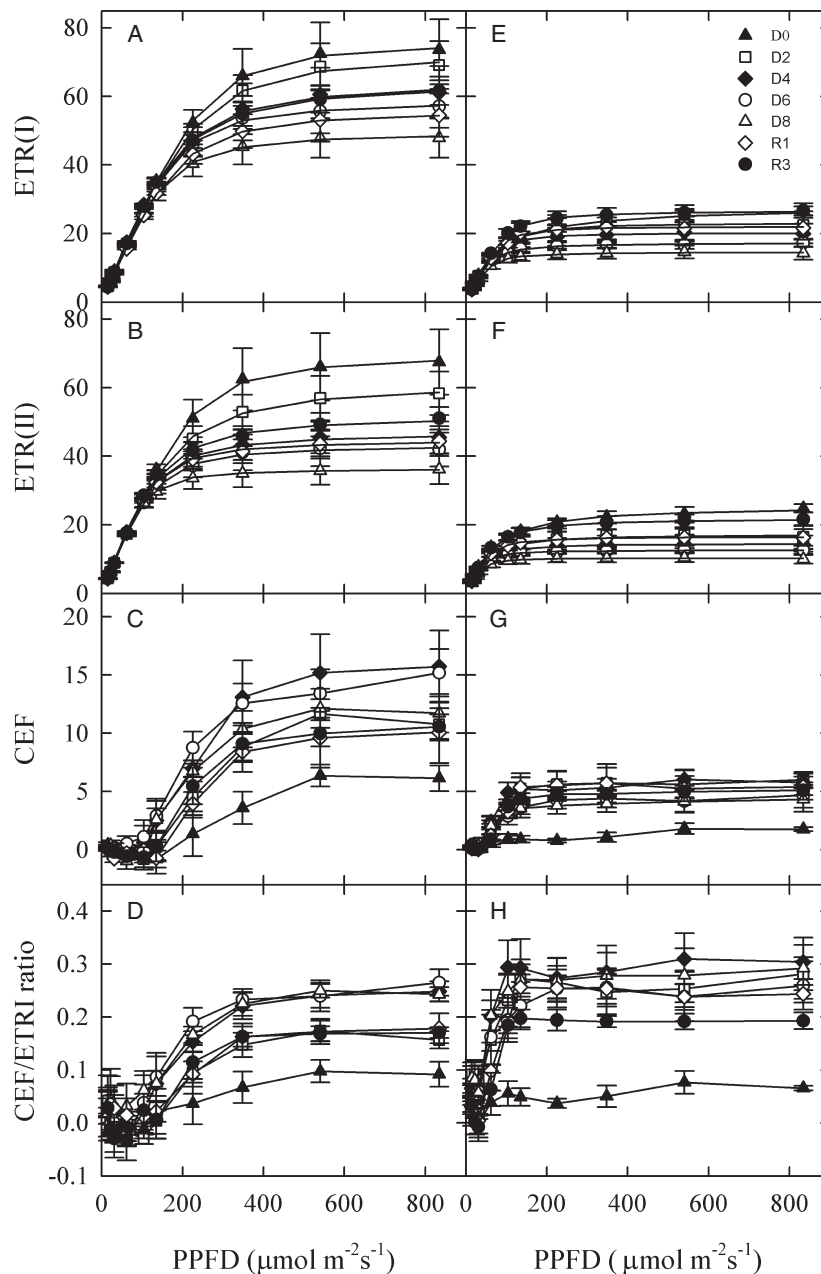 A
E
D0
D2
D4
D6
D8
R1
R3
ETR(I)
80
60
40
20
0
B
F
ETR(II)
80
60
40
20
0
C
G
CEF
20
15
10
5
0
D
H
CEF/ETRI ratio
0.4
0.3
0.2
0.1
0.0
-0.1
0 200 400 600 800 0 200 400 600 800
PPFD (μmol m-2s-1) PPFD (μmol m-2s-1)